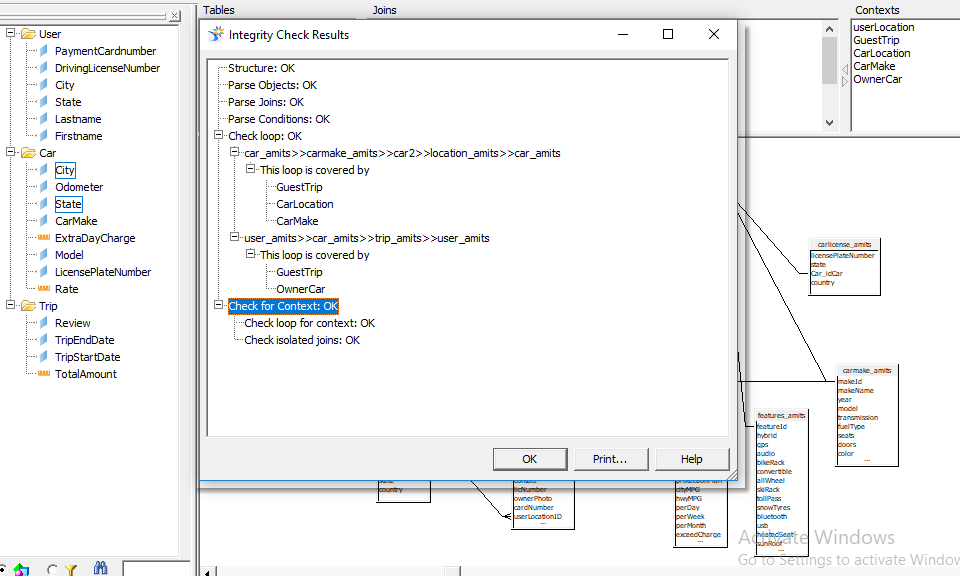 Tables
Joins
Contexts
userLocation
GuestTrip
CarLocation
CarMake
OwnerCar
User
PaymentCardnumber
DrivingLicenseNumber
City
State
Lastname
Firstname
Car
City
Odometer
State
CarMake
ExtraDayCharge
Model
LicensePlateNumber
Rate
Trip
Review
TripEndDate
TripStartDate
TotalAmount
Integrity Check Results
Structure: OK
Parse Objects: OK
Parse Joins: OK
Parse Conditions: OK
Check loop: OK
car_amits>>carmake_amits>>car2>>location_amits>>car_amits
This loop is covered by
GuestTrip
CarLocation
CarMake
user_amits>>car_amits>>trip_amits>>user_amits
This loop is covered by
GuestTrip
OwnerCar
Check for Context: OK
Check loop for context: OK
Check isolated joins: OK
OK
Print...
Help
carlicense_amits
licensePlateNumber
state
Car_idCar
country
carmake_amits
makeId
makeName
year
model
transmission
fuelType
seats
doors
color
...
features_amits
featureId
hybrid
gps
audio
bikeRack
convertible
allWheel
skiRack
tollPass
snowTyres
bluetooth
usb
heatedSeat
sunRoof
...
country
licNumber
ownerPhoto
cardNumber
userLocationID
...
cityMPG
hwyMPG
perDay
perWeek
perMonth
exceedCharge
...
Activate Windows
Go to Settings to activate Window